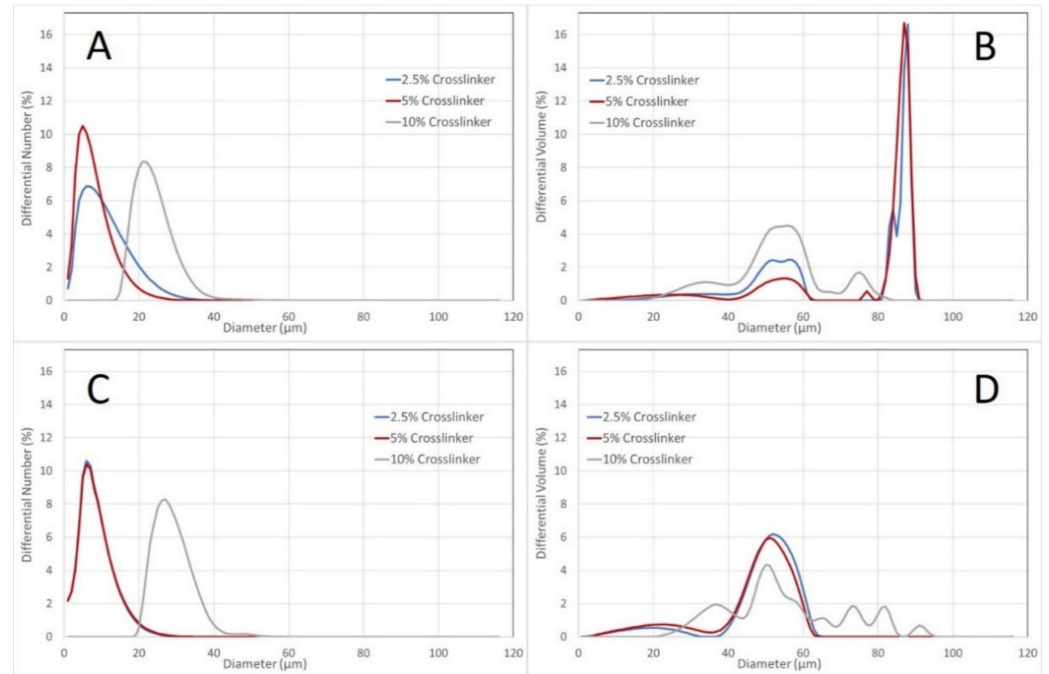 A
16
14
12
10
8
6
4
2
0
Differential Number (%)
2.5% Crosslinker
5% Crosslinker
10% Crosslinker
0 20 40 60 80 100 120
Diameter (µm)
B
16
14
12
10
8
6
4
2
0
Differential Volume (%)
2.5% Crosslinker
5% Crosslinker
10% Crosslinker
0 20 40 60 80 100 120
Diameter (µm)
C
16
14
12
10
8
6
4
2
0
Differential Number (%)
2.5% Crosslinker
5% Crosslinker
10% Crosslinker
0 20 40 60 80 100 120
Diameter (µm)
D
16
14
12
10
8
6
4
2
0
Differential Volume (%)
2.5% Crosslinker
5% Crosslinker
10% Crosslinker
0 20 40 60 80 100 120
Diameter (µm)